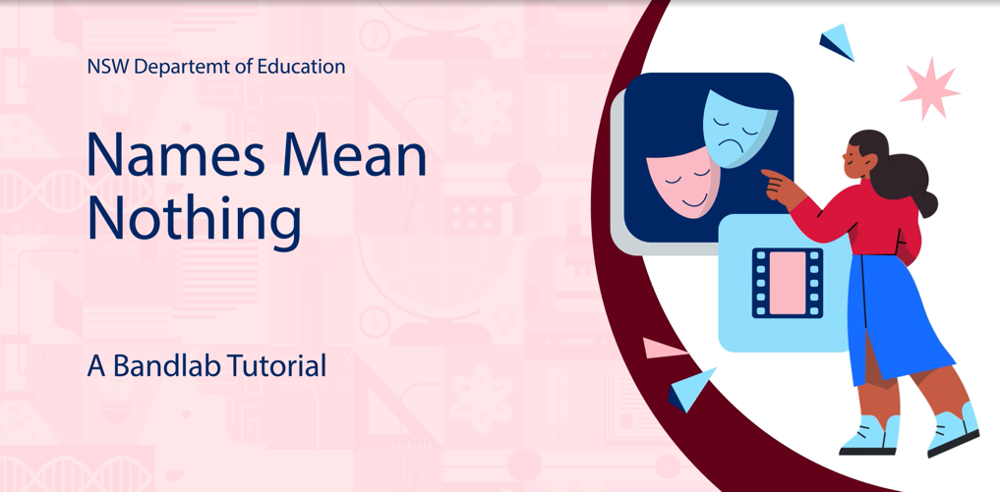 NSW Departemt of Education
Names Mean
Nothing
A Bandlab Tutorial